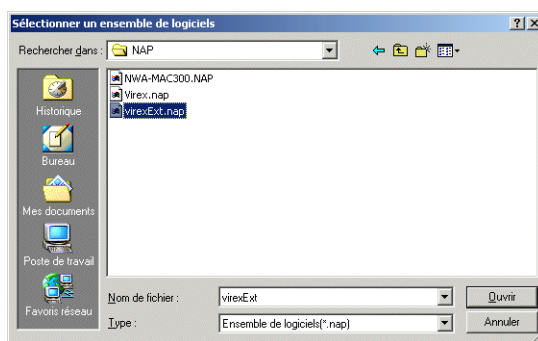 Sélectionner un ensemble de logiciels
Rechercher dans :
NAP
Historique
Bureau
Mes documents
Poste de travail
Favoris réseau
NWA-MAC300.NAP
Virex.nap
virexExt.nap
Nom de fichier :
virexExt
Ouvrir
Type :
Ensemble de logiciels(*.nap)
Annuler